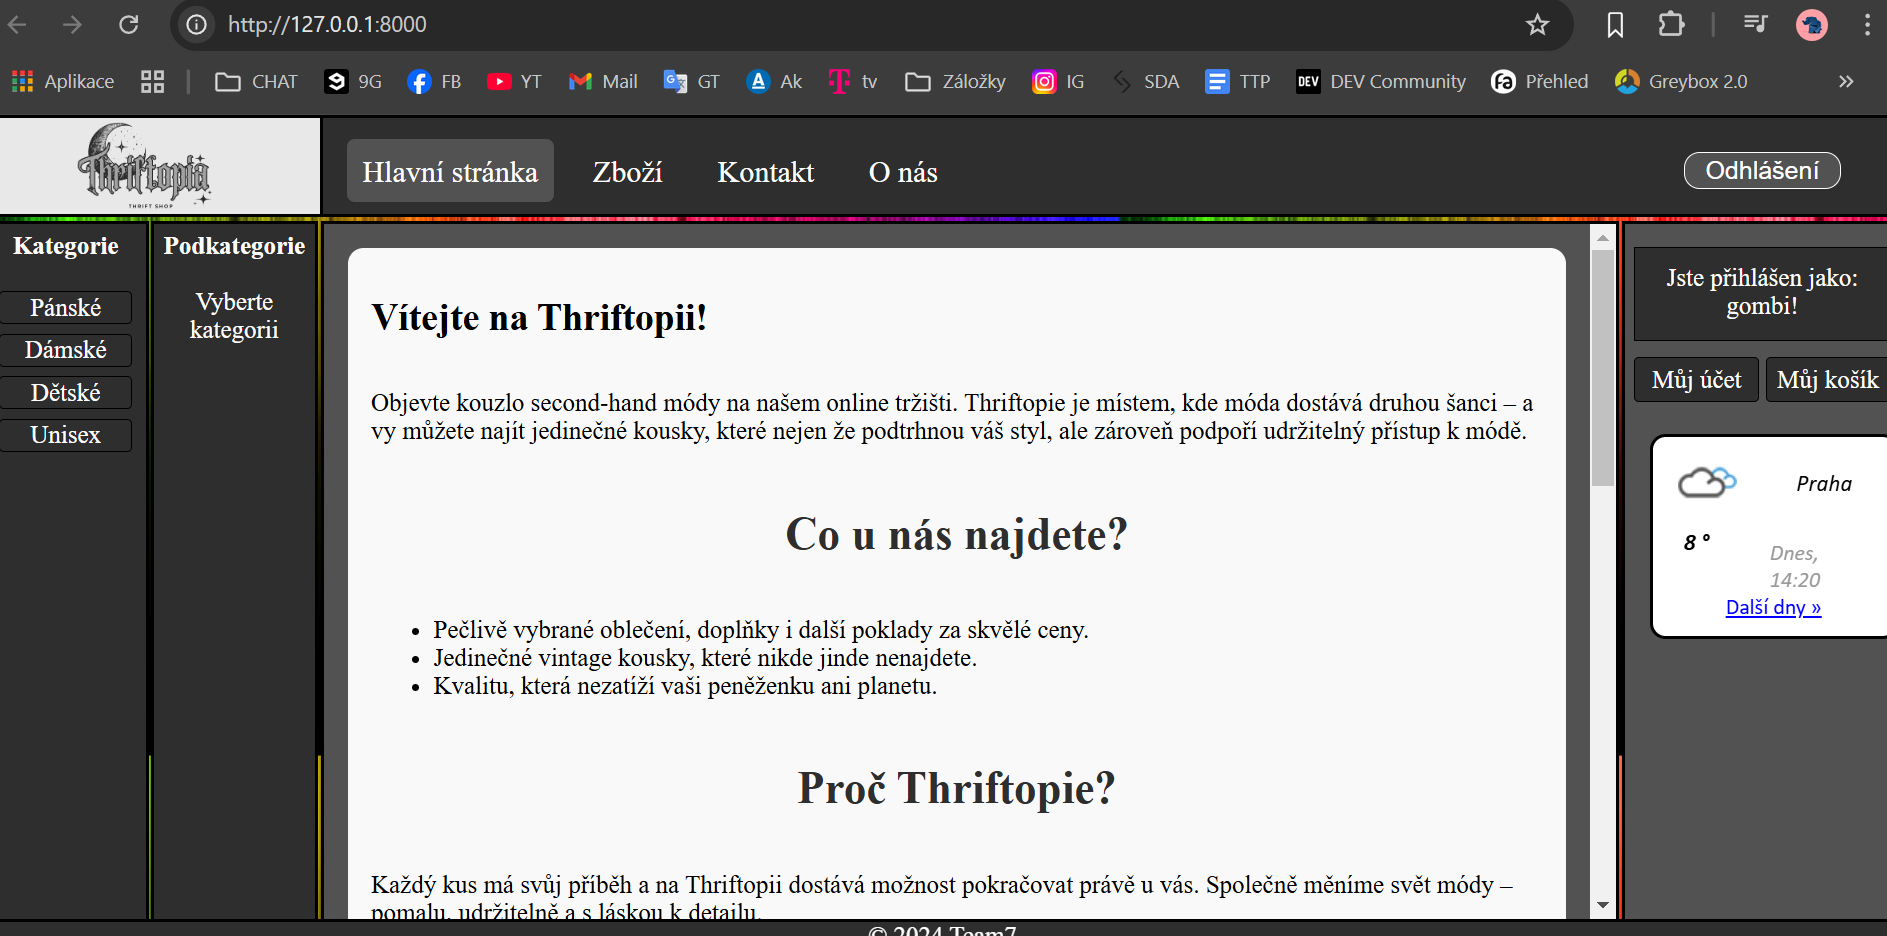 http://127.0.0.1:8000
Aplikace
CHAT
9G
FB
YT
Mail
GT
Ak
tv
Záložky
IG
SDA
TTP
DEV DEV Community
Přehled
Greybox 2.0
»
Thriftopia
THRIFT SHOP
Hlavní stránka
Zboží
Kontakt
O nás
Odhlášení
Kategorie
Pánské
Dámské
Dětské
Unisex
Podkategorie
Vyberte
kategorii
Vítejte na Thriftopii!
Objevte kouzlo second-hand módy na našem online tržišti. Thriftopie je místem, kde móda dostává druhou šanci – a
vy můžete najít jedinečné kousky, které nejen že podtrhnou váš styl, ale zároveň podpoří udržitelný přístup k módě.
Co u nás najdete?
• Pečlivě vybrané oblečení, doplňky i další poklady za skvělé ceny.
• Jedinečné vintage kousky, které nikde jinde nenajdete.
• Kvalitu, která nezatíží vaši peněženku ani planetu.
Proč Thriftopie?
Každý kus má svůj příběh a na Thriftopii dostává možnost pokračovat právě u vás. Společně měníme svět módy –
pomalu, udržitelně a s láskou k detailu.
Jste přihlášen jako:
gombi!
Můj účet
Můj košík
Praha
8 °
Dnes,
14:20
Další dny »
© 2024 Team7